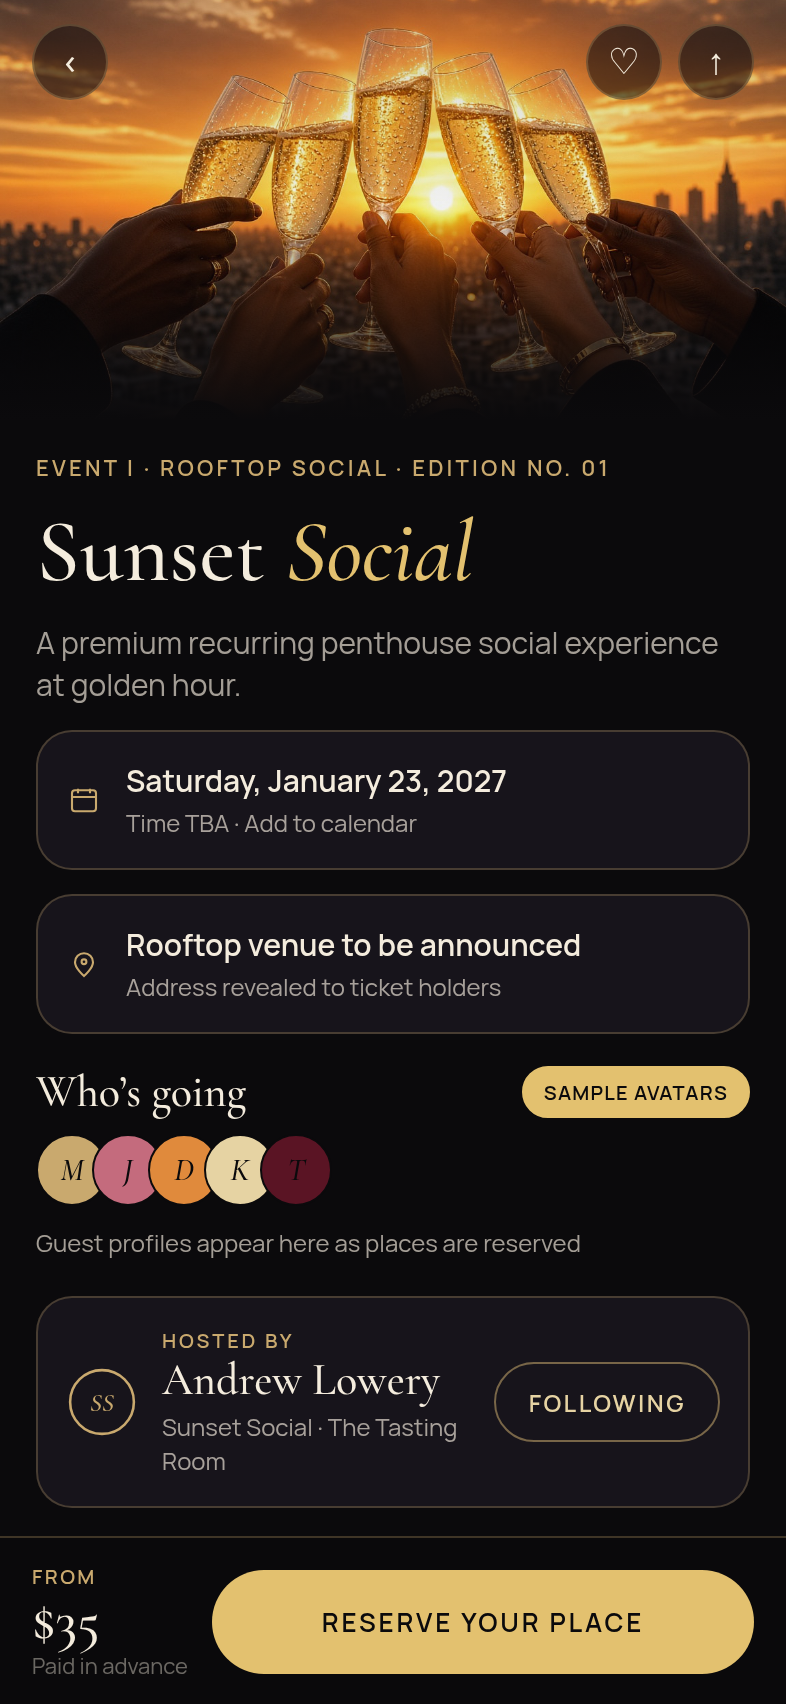 EVENT I · ROOFTOP SOCIAL · EDITION NO. 01
Sunset Social
A premium recurring penthouse social experience
at golden hour.
Saturday, January 23, 2027
Time TBA · Add to calendar
Rooftop venue to be announced
Address revealed to ticket holders
Who’s going
SAMPLE AVATARS
M J D K T
Guest profiles appear here as places are reserved
HOSTED BY
SS
Andrew Lowery
FOLLOWING
Sunset Social · The Tasting
Room
FROM
$35
Paid in advance
RESERVE YOUR PLACE